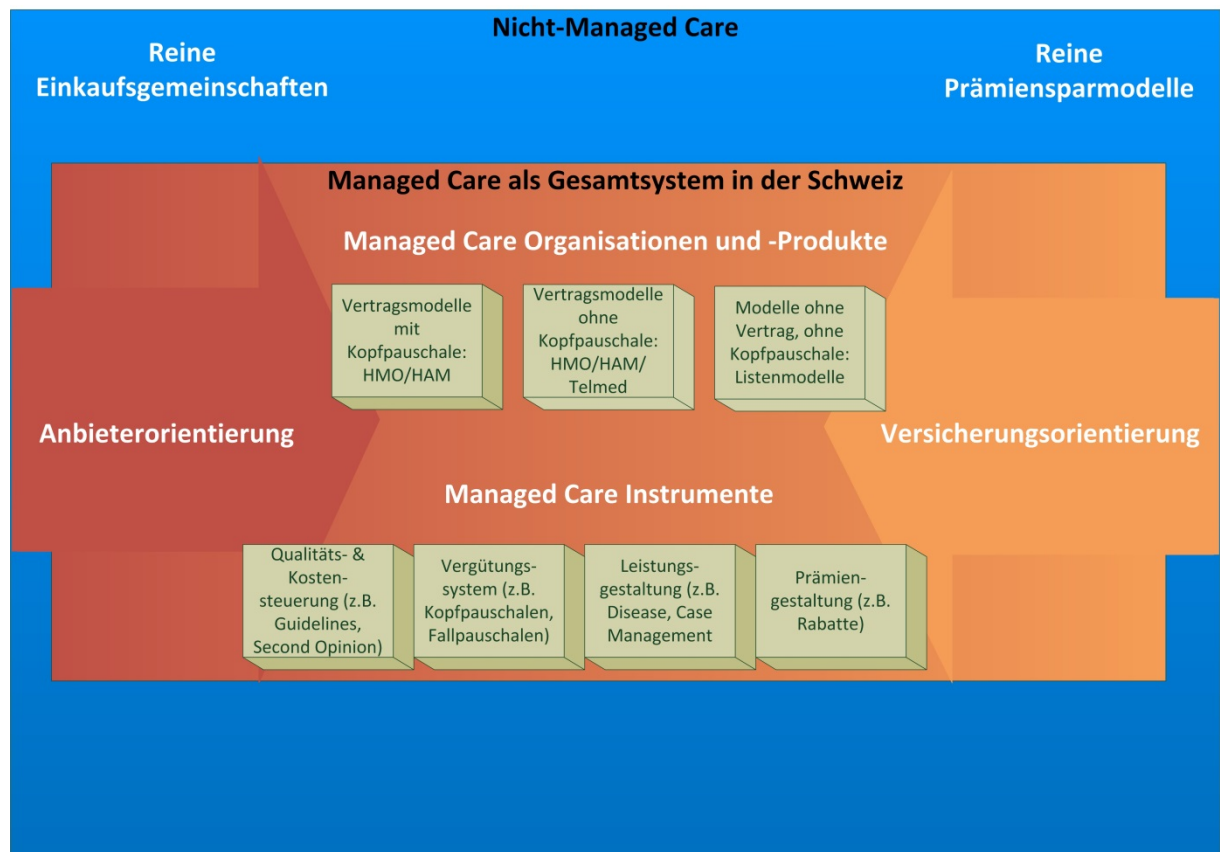 Nicht-Managed Care
Reine
Einkaufsgemeinschaften
Reine
Prämiensparmodelle
Managed Care als Gesamtsystem in der Schweiz
Managed Care Organisationen und -Produkte
Vertragsmodelle
mit
Kopfpauschale:
HMO/HAM
Vertragsmodelle
ohne
Kopfpauschale:
HMO/HAM/
Telmed
Modelle ohne
Vertrag, ohne
Kopfpauschale:
Listenmodelle
Anbieterorientierung
Versicherungsorientierung
Managed Care Instrumente
Qualitäts- &
Kosten-
steuerung (z.B.
Guidelines,
Second Opinion)
Vergütungs-
system (z.B.
Kopfpauschalen,
Fallpauschalen)
Leistungs-
gestaltung (z.B.
Disease, Case
Management
Prämien-
gestaltung (z.B.
Rabatte)